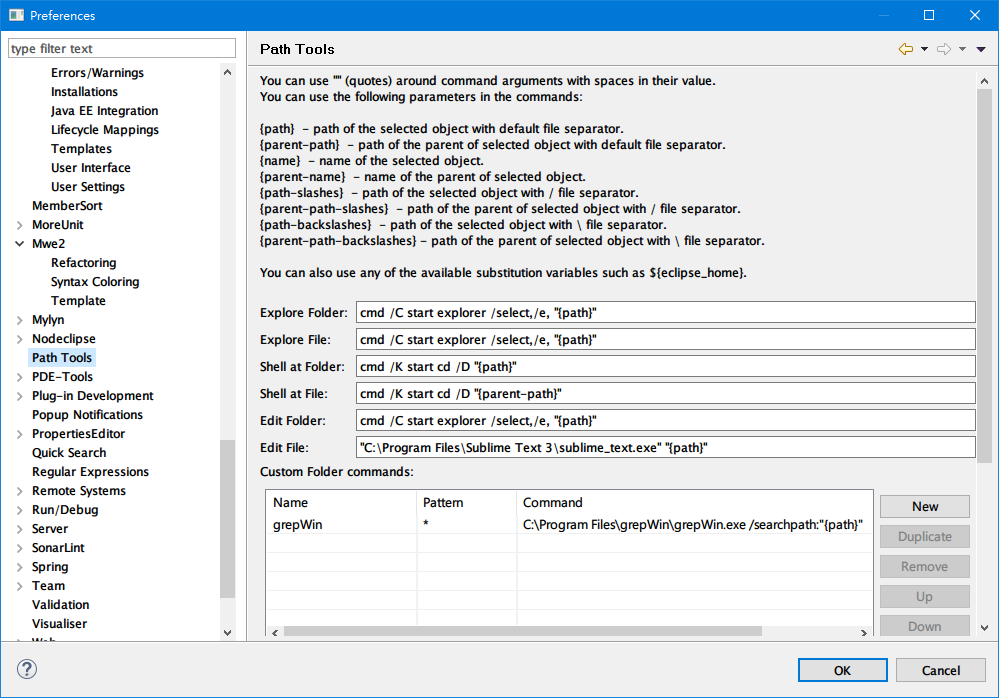 Preferences
type filter text
Errors/Warnings
Installations
Java EE Integration
Lifecycle Mappings
Templates
User Interface
User Settings
MemberSort
MoreUnit
Mwe2
Refactoring
Syntax Coloring
Template
Mylyn
Nodeclipse
Path Tools
PDE-Tools
Plug-in Development
Popup Notifications
PropertiesEditor
Quick Search
Regular Expressions
Remote Systems
Run/Debug
Server
SonarLint
Spring
Team
Validation
Visualiser
Web
Path Tools
You can use "" (quotes) around command arguments with spaces in their value.
You can use the following parameters in the commands:
{path} - path of the selected object with default file separator.
{parent-path} - path of the parent of selected object with default file separator.
{name} - name of the selected object.
{parent-name} - name of the parent of selected object.
{path-slashes} - path of the selected object with / file separator.
{parent-path-slashes} - path of the parent of selected object with / file separator.
{path-backslashes} - path of the selected object with \ file separator.
{parent-path-backslashes} - path of the parent of selected object with \ file separator.
You can also use any of the available substitution variables such as ${eclipse_home}.
Explore Folder: cmd /C start explorer /select,/e, "{path}"
Explore File: cmd /C start explorer /select,/e, "{path}"
Shell at Folder: cmd /K start cd /D "{path}"
Shell at File: cmd /K start cd /D "{parent-path}"
Edit Folder: cmd /C start explorer /select,/e, "{path}"
Edit File: "C:\Program Files\Sublime Text 3\sublime_text.exe" "{path}"
Custom Folder commands:
Name Pattern Command
grepWin * C:\Program Files\grepWin\grepWin.exe /searchpath:"{path}"
New
Duplicate
Remove
Up
Down
? OK Cancel